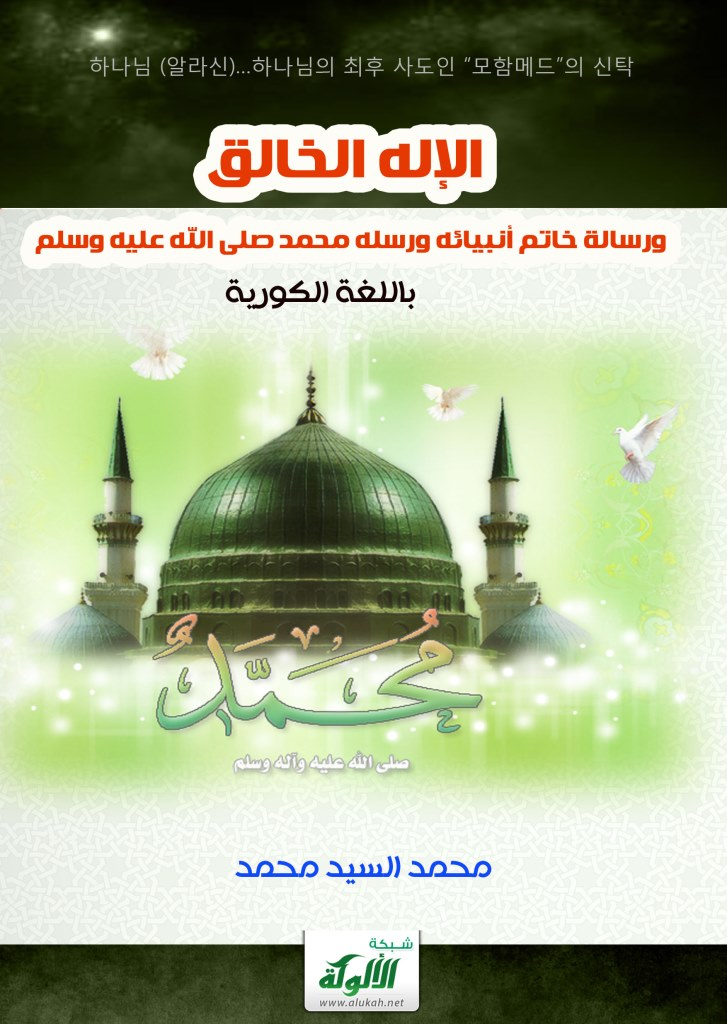 하나님 (알라신)...하나님의 최후 사도인 “모함메드”의 신탁
الإله الخالق
ورسالة خاتم أنبيائه ورسله محمد صلى الله عليه وسلم
باللغة الكورية
مُحَمَّدٌ
صلى الله عليه وآله وسلم
محمد السيد محمد
شبكة
الألوكة
www.alukah.net